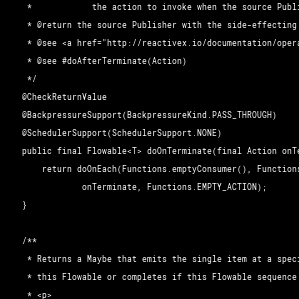 *           the action to invoke when the source Publi
* @return the source Publisher with the side-effecting
* @see <a href="http://reactivex.io/documentation/opera
* @see #doAfterTerminate(Action)
*/
@CheckReturnValue
@BackpressureSupport(BackpressureKind.PASS_THROUGH)
@SchedulerSupport(SchedulerSupport.NONE)
public final Flowable<T> doOnTerminate(final Action onTe
    return doOnEach(Functions.emptyConsumer(), Functions
            onTerminate, Functions.EMPTY_ACTION);
}
/**
* Returns a Maybe that emits the single item at a speci
* this Flowable or completes if this Flowable sequence
* <p>